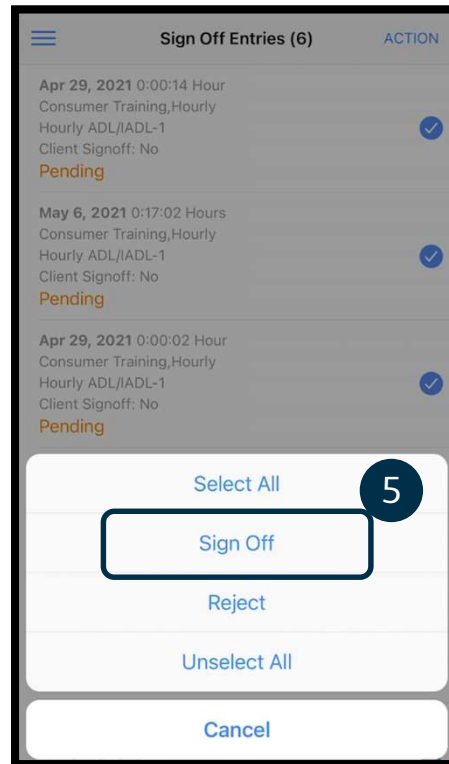 Sign Off Entries (6)
ACTION
Apr 29, 2021 0:00:14 Hour
Consumer Training,Hourly
Hourly ADL/IADL-1
Client Signoff: No
Pending
May 6, 2021 0:17:02 Hours
Consumer Training,Hourly
Hourly ADL/IADL-1
Client Signoff: No
Pending
Apr 29, 2021 0:00:02 Hour
Consumer Training,Hourly
Hourly ADL/IADL-1
Client Signoff: No
Pending
Select All
5
Sign Off
Reject
Unselect All
Cancel